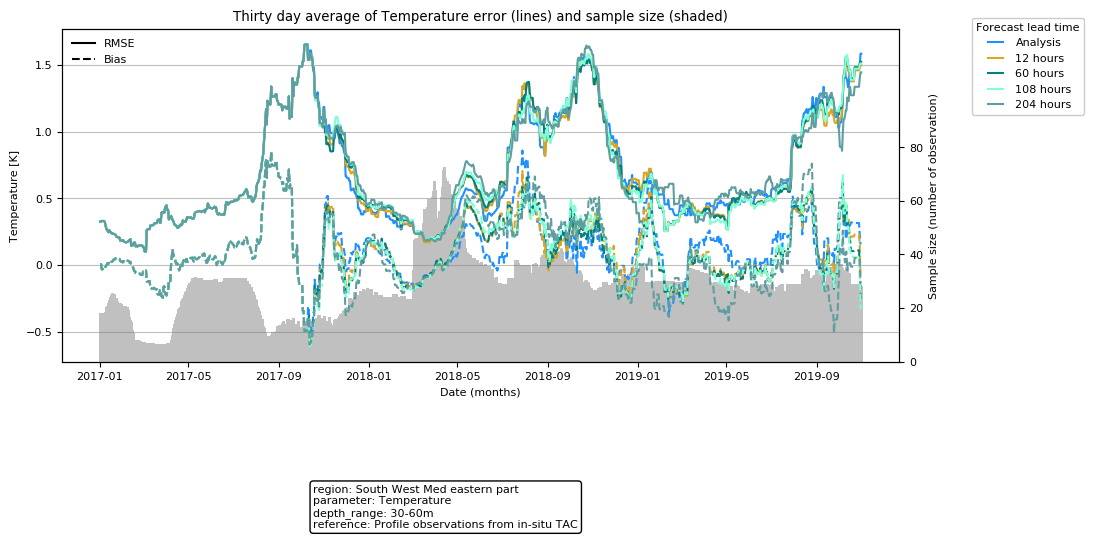 Thirty day average of Temperature error (lines) and sample size (shaded)
Forecast lead time
Analysis
12 hours
60 hours
108 hours
204 hours
RMSE
Bias
Temperature [K]
1.5
1.0
0.5
0.0
−0.5
80
60
40
20
0
Sample size (number of observation)
2017-01 2017-05 2017-09 2018-01 2018-05 2018-09 2019-01 2019-05 2019-09
Date (months)
region: South West Med eastern part
parameter: Temperature
depth_range: 30-60m
reference: Profile observations from in-situ TAC